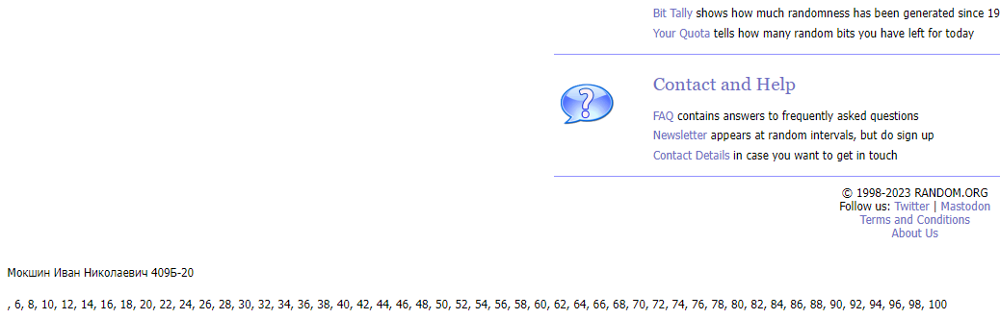 Bit Tally shows how much randomness has been generated since 19
Your Quota tells how many random bits you have left for today
Contact and Help
FAQ contains answers to frequently asked questions
Newsletter appears at random intervals, but do sign up
Contact Details in case you want to get in touch
© 1998-2023 RANDOM.ORG
Follow us: Twitter | Mastodon
Terms and Conditions
About Us
Мокшин Иван Николаевич 409Б-20
, 6, 8, 10, 12, 14, 16, 18, 20, 22, 24, 26, 28, 30, 32, 34, 36, 38, 40, 42, 44, 46, 48, 50, 52, 54, 56, 58, 60, 62, 64, 66, 68, 70, 72, 74, 76, 78, 80, 82, 84, 86, 88, 90, 92, 94, 96, 98, 100